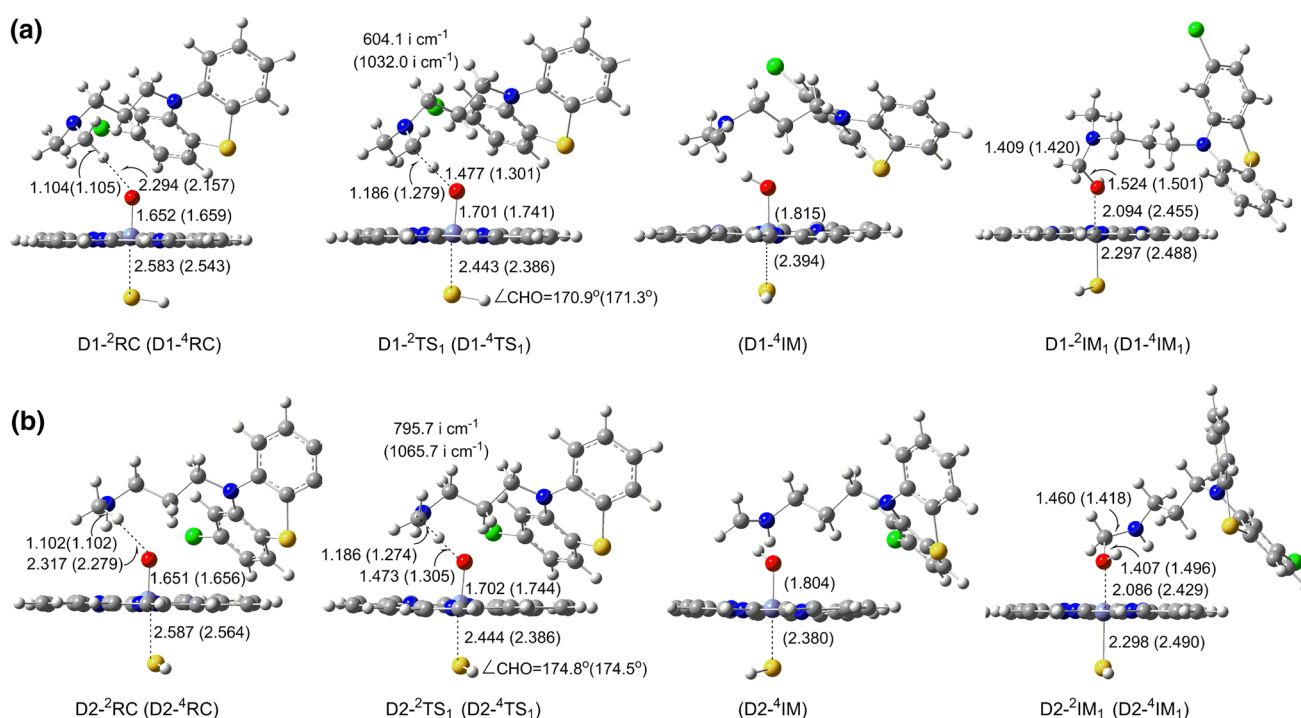 (a)
604.1 i cm⁻¹
(1032.0 i cm⁻¹)
1.104(1.105)
2.294 (2.157)
1.652 (1.659)
2.583 (2.543)
1.477 (1.301)
1.186 (1.279)
1.701 (1.741)
2.443 (2.386)
∠CHO=170.9°(171.3°)
(1.815)
(2.394)
1.409 (1.420)
1.524 (1.501)
2.094 (2.455)
2.297 (2.488)
D1-²RC (D1-⁴RC)
D1-²TS₁ (D1-⁴TS₁)
(D1-⁴IM)
D1-²IM₁ (D1-⁴IM₁)
(b)
795.7 i cm⁻¹
(1065.7 i cm⁻¹)
1.102(1.102)
2.317 (2.279)
1.651 (1.656)
2.587 (2.564)
1.186 (1.274)
1.473 (1.305)
1.702 (1.744)
2.444 (2.386)
∠CHO=174.8°(174.5°)
(1.804)
(2.380)
1.460 (1.418)
1.407 (1.496)
2.086 (2.429)
2.298 (2.490)
D2-²RC (D2-⁴RC)
D2-²TS₁ (D2-⁴TS₁)
(D2-⁴IM)
D2-²IM₁ (D2-⁴IM₁)